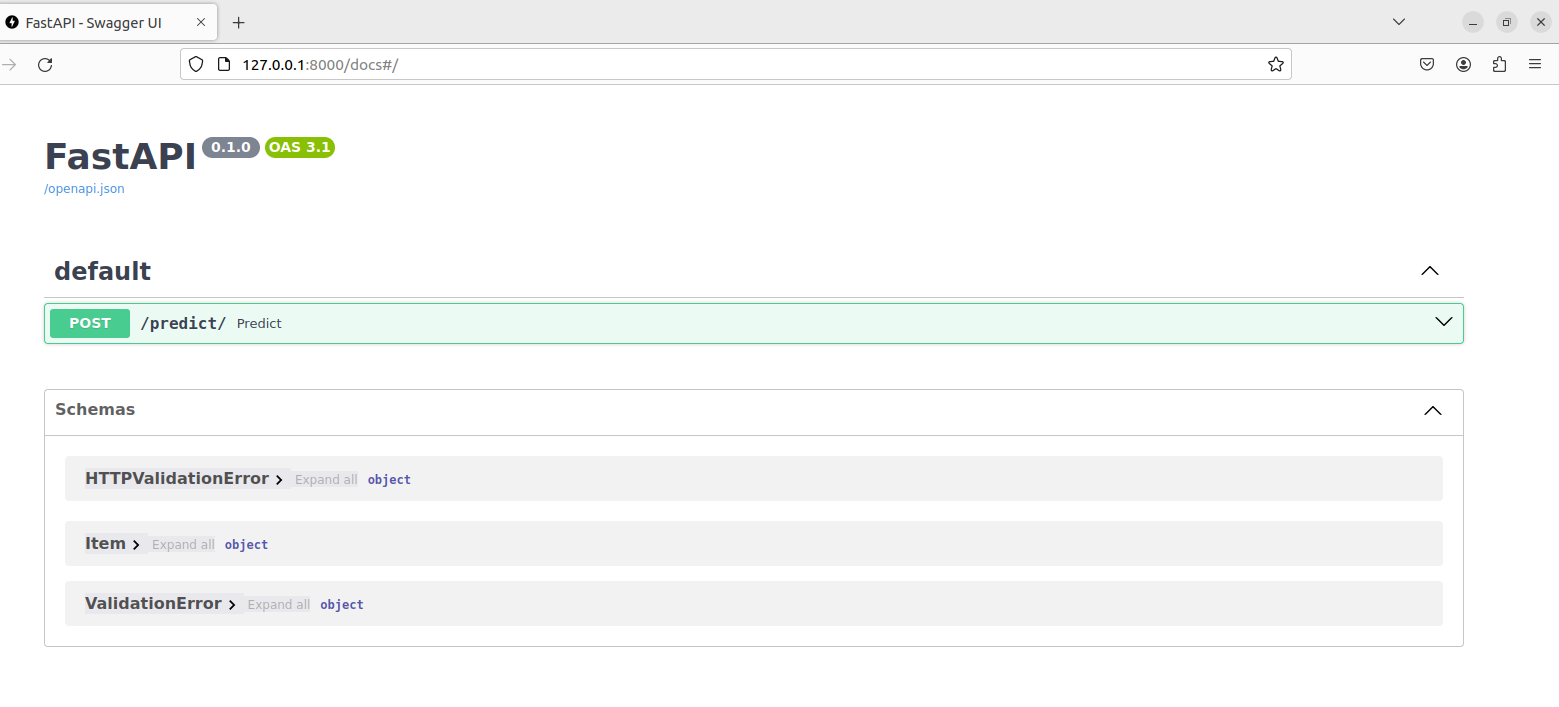 FastAPI - Swagger UI
127.0.0.1:8000/docs#/
FastAPI 0.1.0 OAS 3.1
/openapi.json
default
POST /predict/ Predict
Schemas
HTTPValidationError Expand all object
Item Expand all object
ValidationError Expand all object